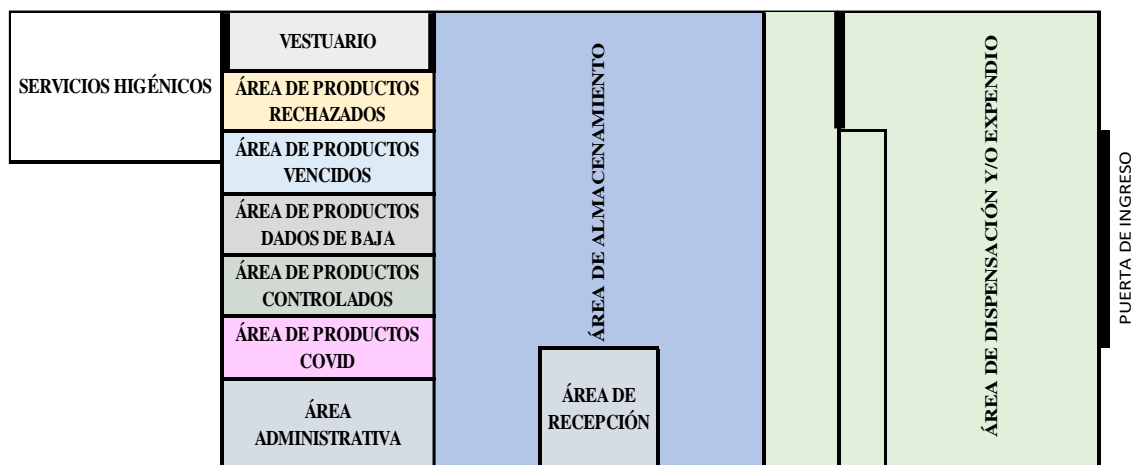 SERVICIOS HIGÉNICOS
VESTUARIO
ÁREA DE PRODUCTOS
RECHAZADOS
ÁREA DE PRODUCTOS
VENCIDOS
ÁREA DE PRODUCTOS
DADOS DE BAJA
ÁREA DE PRODUCTOS
CONTROLADOS
ÁREA DE PRODUCTOS
COVID
ÁREA
ADMINISTRATIVA
ÁREA DE ALMACENAMIENTO
ÁREA DE
RECEPCIÓN
ÁREA DE DISPENSACIÓN Y/O EXPENDIO
PUERTA DE INGRESO